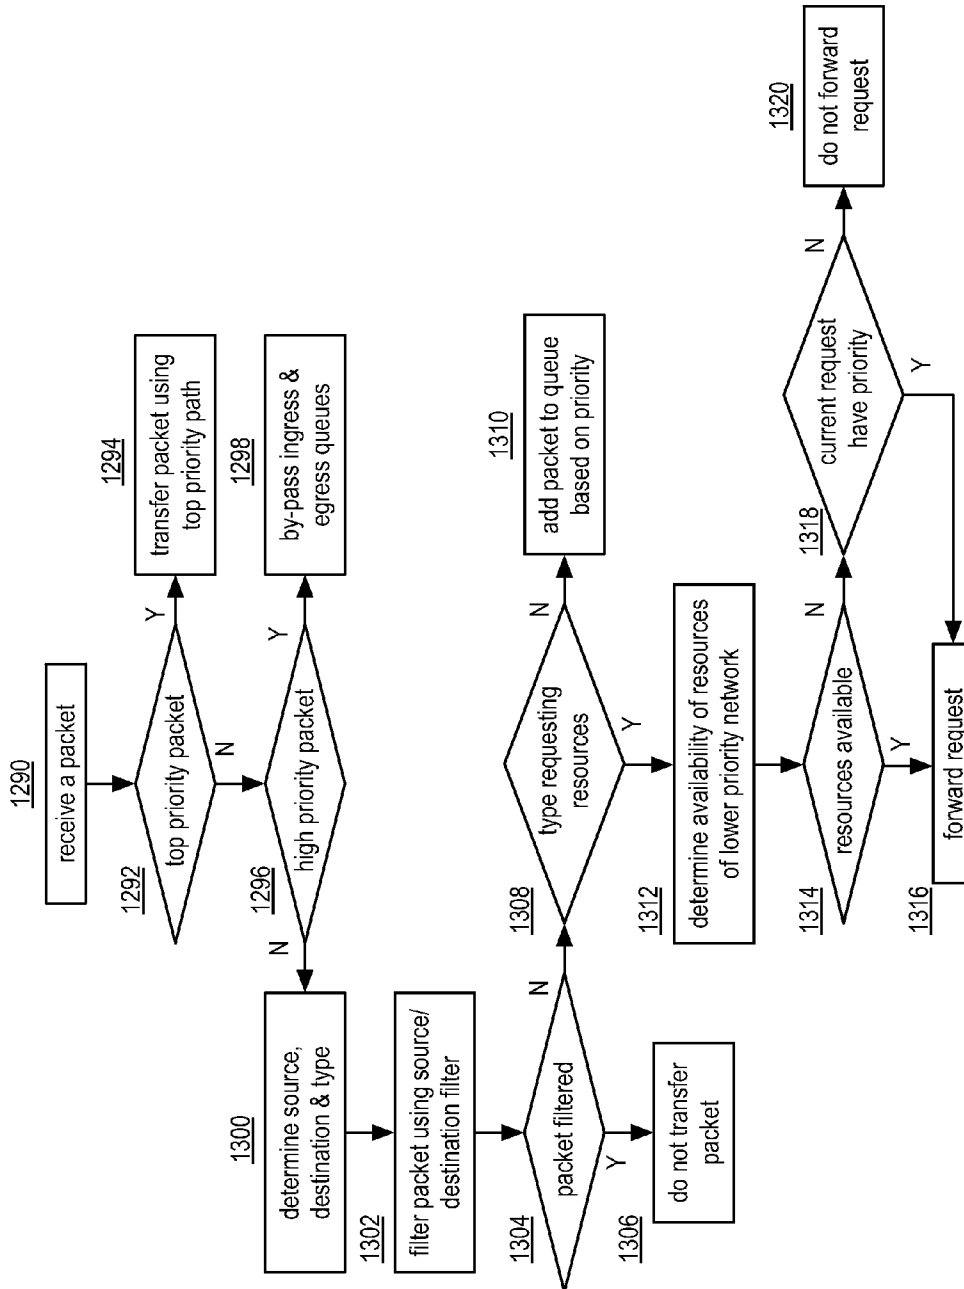 1290
receive a packet
1292
top priority packet
Y
N
1294
transfer packet using
top priority path
1296
high priority packet
Y
N
1298
by-pass ingress &
egress queues
1300
determine source,
destination & type
1302
filter packet using source/
destination filter
1304
packet filtered
N
Y
1306
do not transfer
packet
1308
type requesting
resources
N
Y
1310
add packet to queue
based on priority
1312
determine availability of resources
of lower priority network
1314
resources available
N
Y
1316
forward request
1318
current request
have priority
N
Y
1320
do not forward
request